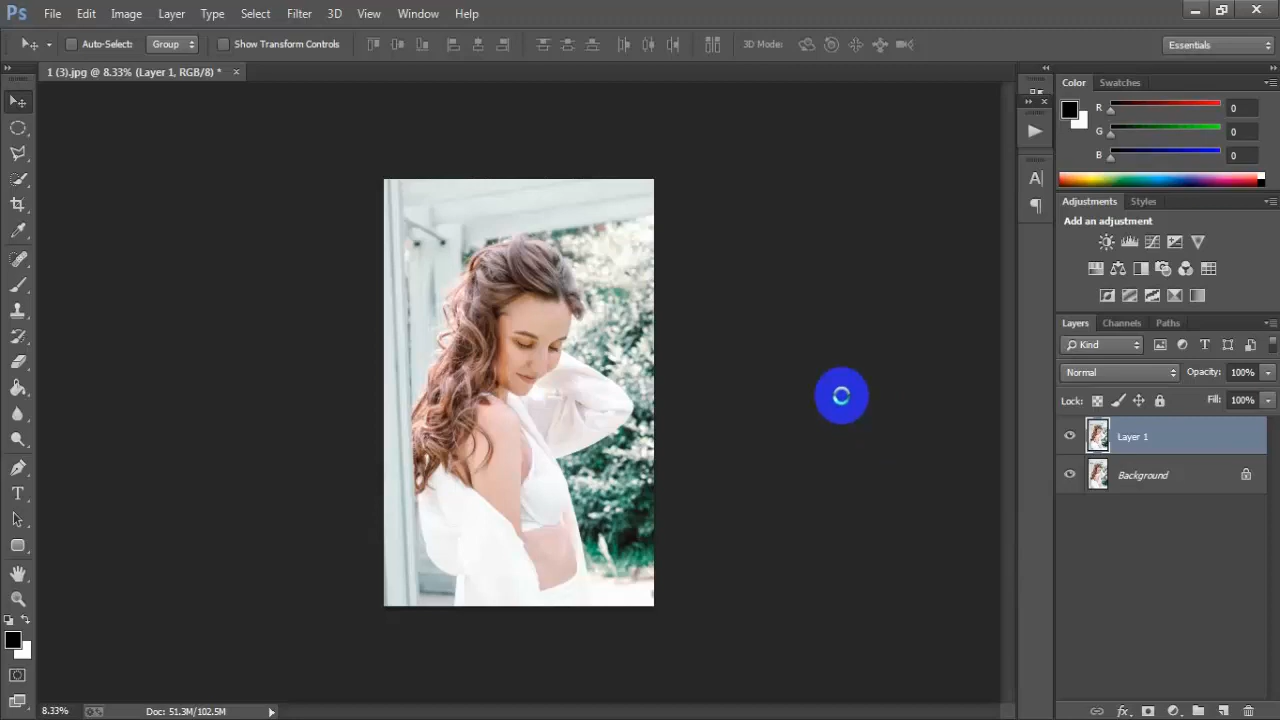 Ps File Edit Image Layer Type Select Filter 3D View Window Help
Auto-Select: Group Show Transform Controls 3D Mode: Essentials
1 (3).jpg @ 8.33% (Layer 1, RGB/8) * ×
Color Swatches
R 0
G 0
B 0
Adjustments Styles
Add an adjustment
Layers Channels Paths
Kind
Normal Opacity: 100%
Lock: Fill: 100%
Layer 1
Background
8.33% Doc: 51.3M/102.5M